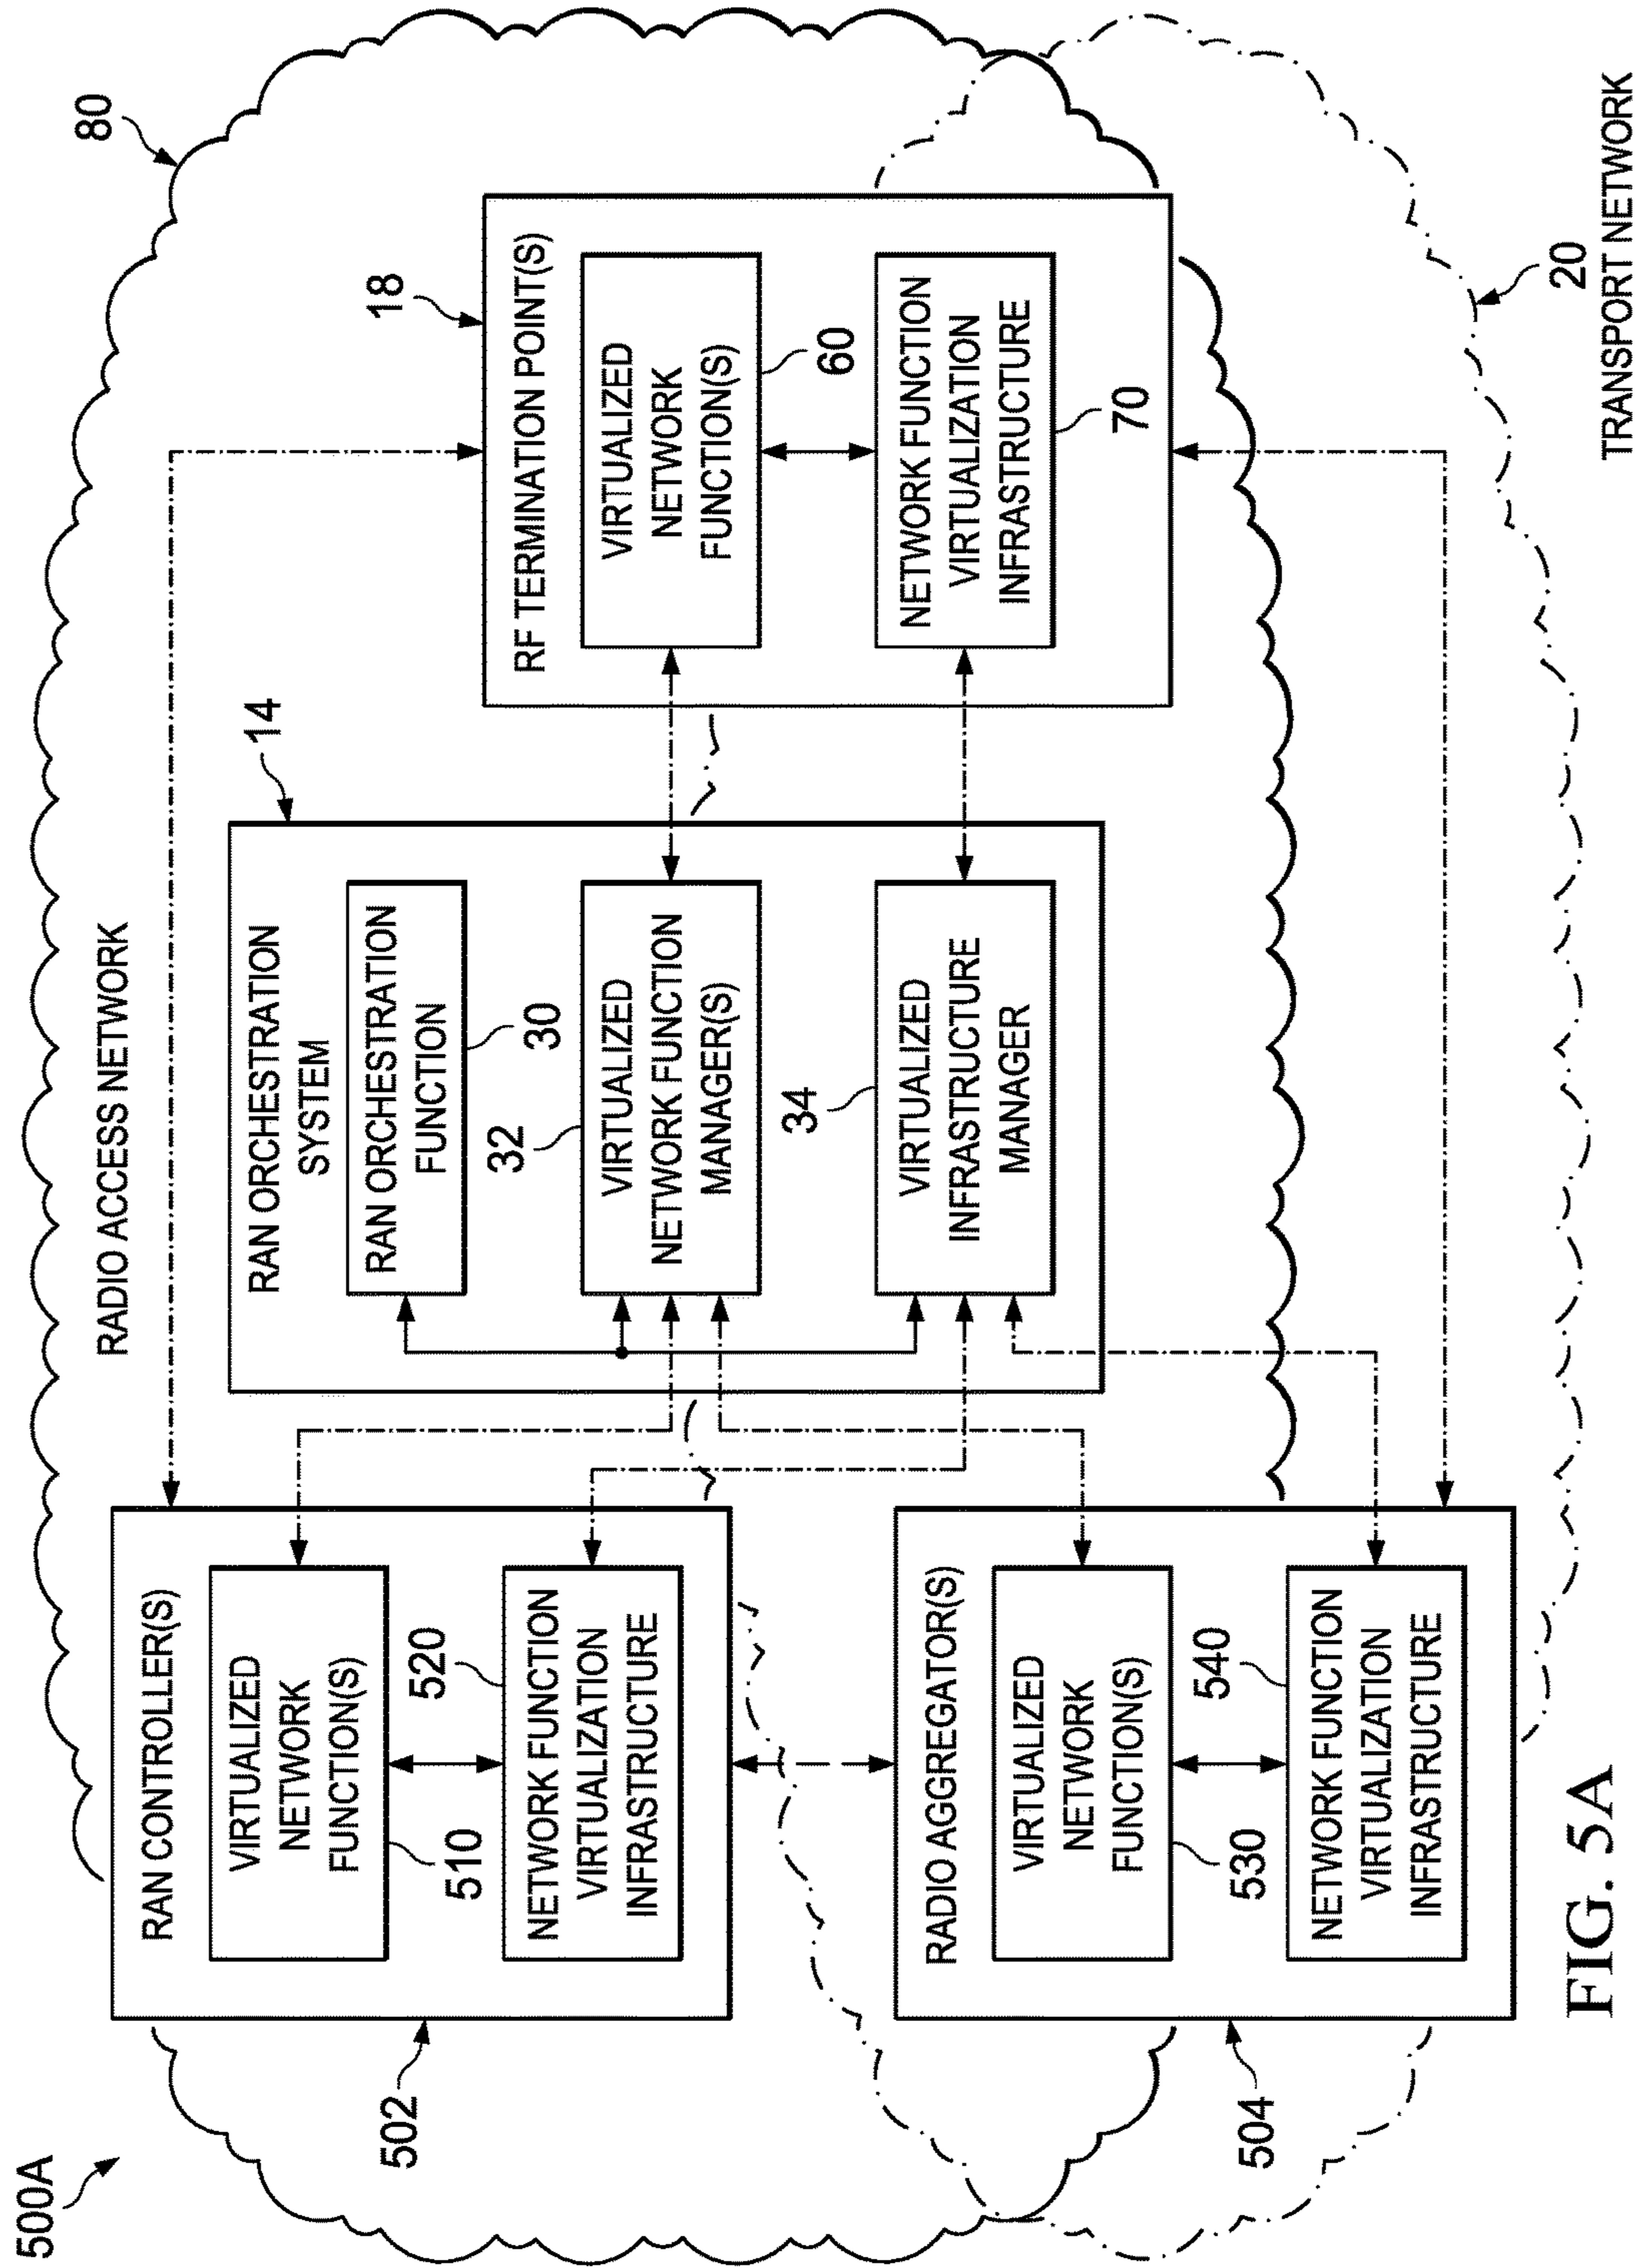 500A
RADIO ACCESS NETWORK
80
RAN CONTROLLER(S)
VIRTUALIZED
NETWORK
FUNCTION(S)
510
520
NETWORK FUNCTION
VIRTUALIZATION
INFRASTRUCTURE
502
RAN ORCHESTRATION
SYSTEM
14
RAN ORCHESTRATION
FUNCTION
30
32
VIRTUALIZED
NETWORK FUNCTION
MANAGER(S)
34
VIRTUALIZED
INFRASTRUCTURE
MANAGER
18
RF TERMINATION POINT(S)
VIRTUALIZED
NETWORK
FUNCTION(S)
60
NETWORK FUNCTION
VIRTUALIZATION
INFRASTRUCTURE
70
RADIO AGGREGATOR(S)
VIRTUALIZED
NETWORK
FUNCTION(S)
530
540
NETWORK FUNCTION
VIRTUALIZATION
INFRASTRUCTURE
504
20
TRANSPORT NETWORK
FIG. 5A